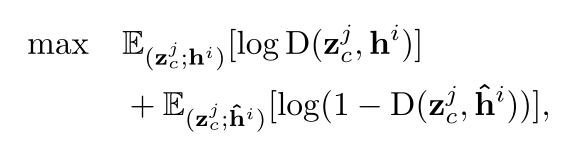 max 𝔼_{(𝐳_c^j;𝐡^i)}[log D(𝐳_c^j, 𝐡^i)]
+ 𝔼_{(𝐳_c^j;𝐡̂^i)}[log(1 − D(𝐳_c^j, 𝐡̂^i))],